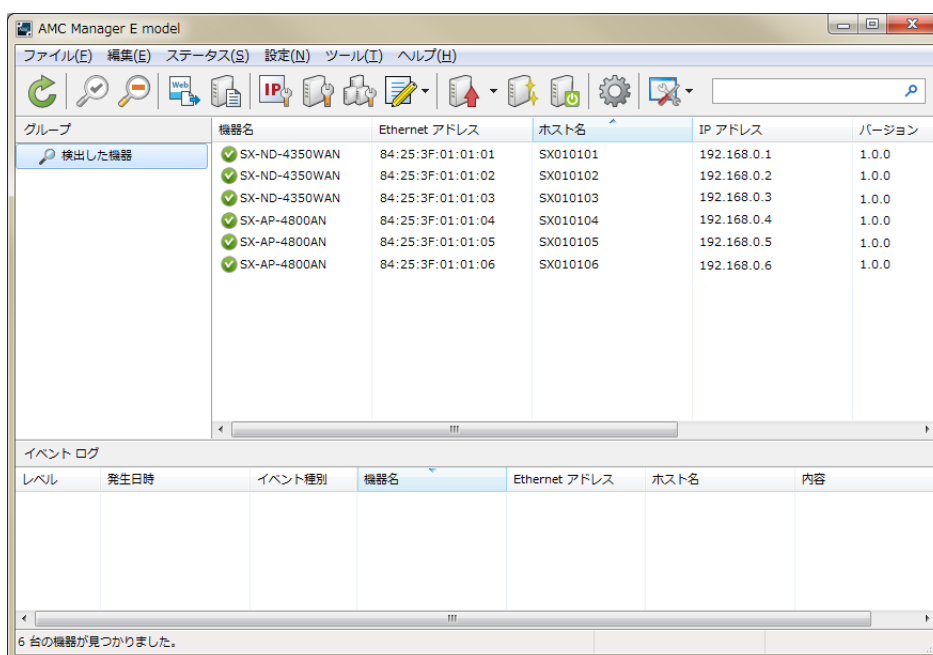 AMC Manager E model
ファイル(F) 編集(E) ステータス(S) 設定(N) ツール(T) ヘルプ(H)
Web IP
グループ 機器名 Ethernet アドレス ホスト名 IP アドレス バージョン
検出した機器 SX-ND-4350WAN 84:25:3F:01:01:01 SX010101 192.168.0.1 1.0.0
SX-ND-4350WAN 84:25:3F:01:01:02 SX010102 192.168.0.2 1.0.0
SX-ND-4350WAN 84:25:3F:01:01:03 SX010103 192.168.0.3 1.0.0
SX-AP-4800AN 84:25:3F:01:01:04 SX010104 192.168.0.4 1.0.0
SX-AP-4800AN 84:25:3F:01:01:05 SX010105 192.168.0.5 1.0.0
SX-AP-4800AN 84:25:3F:01:01:06 SX010106 192.168.0.6 1.0.0
イベント ログ
レベル 発生日時 イベント種別 機器名 Ethernet アドレス ホスト名 内容
6 台の機器が見つかりました。